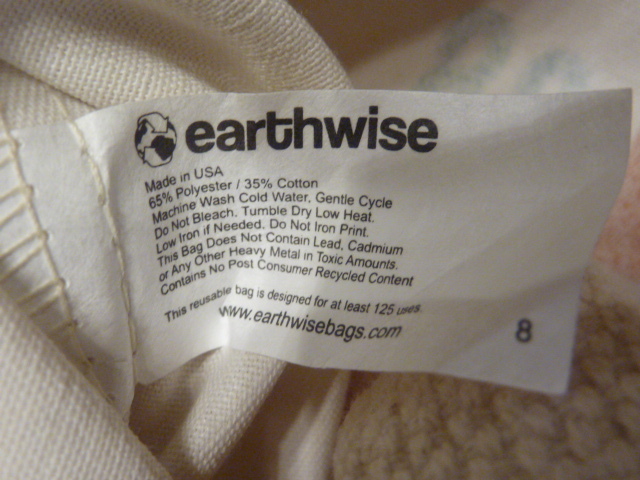 earthwise
Made in USA
65% Polyester / 35% Cotton
Machine Wash Cold Water, Gentle Cycle
Do Not Bleach. Tumble Dry Low Heat.
Low Iron if Needed. Do Not Iron Print.
This Bag Does Not Contain Lead, Cadmium
or Any Other Heavy Metal in Toxic Amounts.
Contains No Post Consumer Recycled Content
This reusable bag is designed for at least 125 uses.
www.earthwisebags.com
8